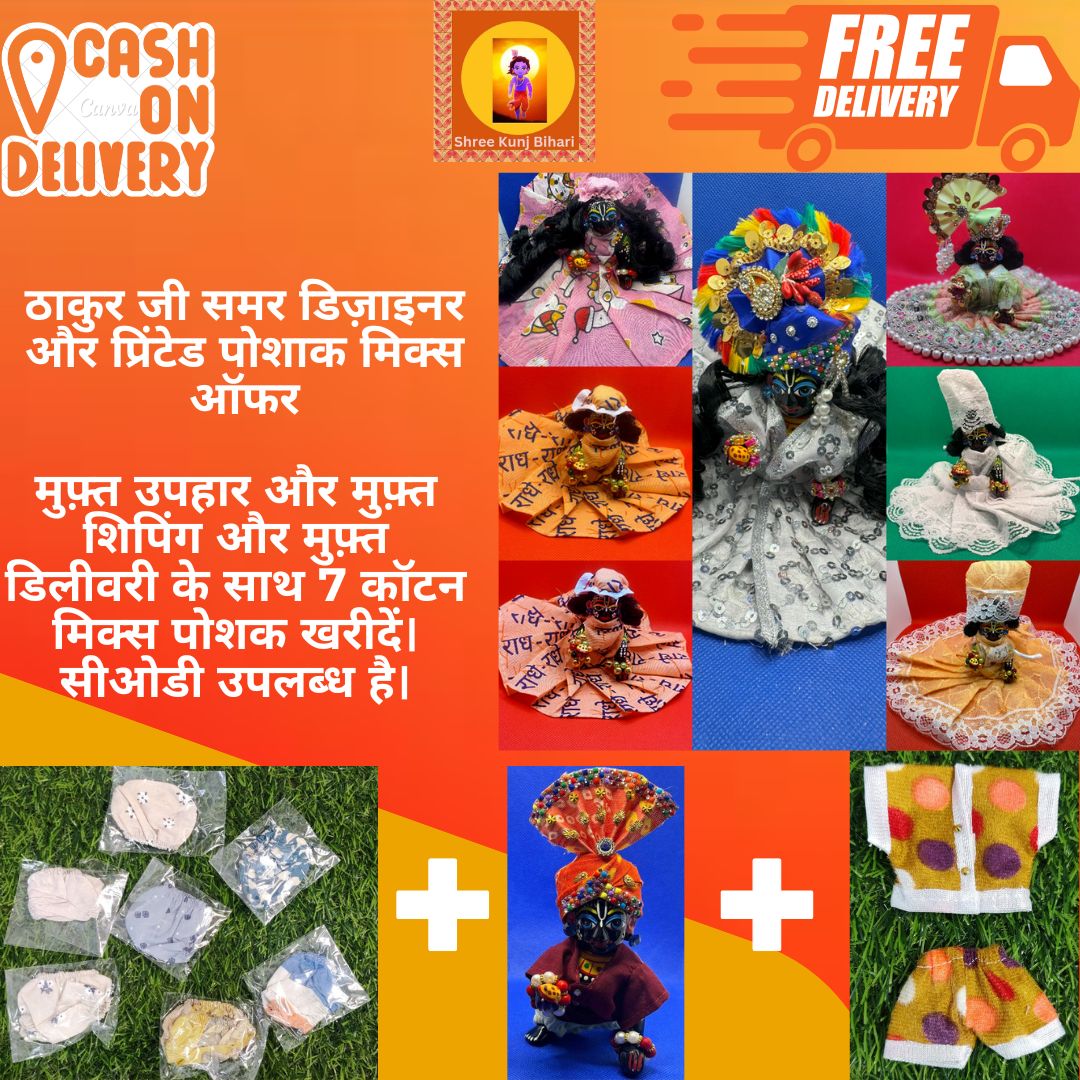 CASH
ON
DELIVERY
Canva
Shree Kunj Bihari
FREE
DELIVERY
ठाकुर जी समर डिज़ाइनर
और प्रिंटेड पोशाक मिक्स
ऑफर
मुफ़्त उपहार और मुफ़्त
शिपिंग और मुफ़्त
डिलीवरी के साथ 7 कॉटन
मिक्स पोशक खरीदें|
सीओडी उपलब्ध है|